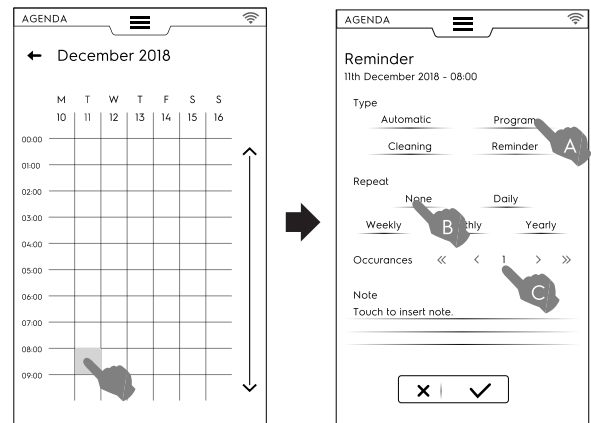 AGENDA
December 2018
M T W T F S S
10 11 12 13 14 15 16
00:00
01:00
02:00
03:00
04:00
05:00
06:00
07:00
08:00
09:00
AGENDA
Reminder
11th December 2018 - 08:00
Type
Automatic Program
A
Cleaning Reminder
Repeat
None Daily
Weekly B thly Yearly
Occurances « < 1 > »
C
Note
Touch to insert note.